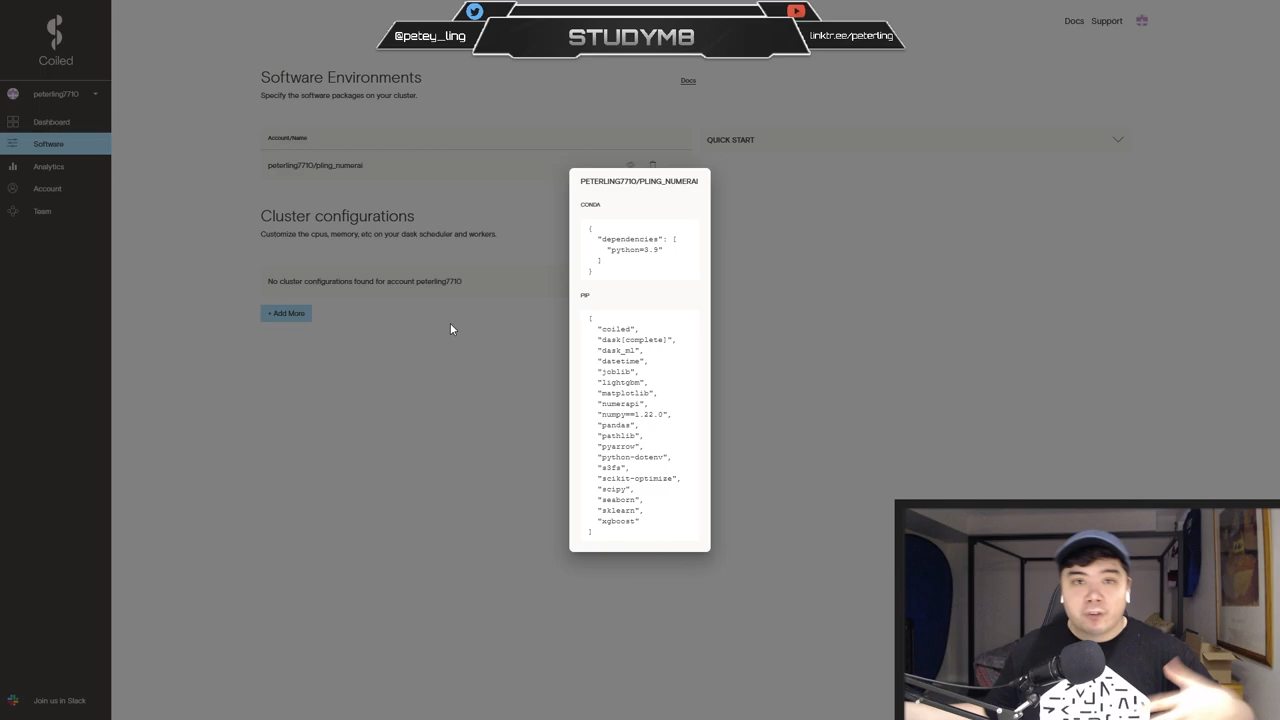 @petey_ling
STUDYM8
linktr.ee/peterling
Docs
Support
Coiled
peterling7710
Dashboard
Software
Analytics
Account
Team
Join us in Slack
Software Environments
Docs
Specify the software packages on your cluster.
Account/Name
QUICK START
peterling7710/pling_numerai
Cluster configurations
Customize the cpus, memory, etc on your dask scheduler and workers.
No cluster configurations found for account peterling7710
+ Add More
PETERLING7710/PLING_NUMERAI
CONDA
{
"dependencies": [
"python=3.9"
]
}
PIP
[
"coiled",
"dask[complete]",
"dask_ml",
"datetime",
"joblib",
"lightgbm",
"matplotlib",
"numerapi",
"numpy==1.22.0",
"pandas",
"pathlib",
"pyarrow",
"python-dotenv",
"s3fs",
"scikit-optimize",
"scipy",
"seaborn",
"sklearn",
"xgboost"
]